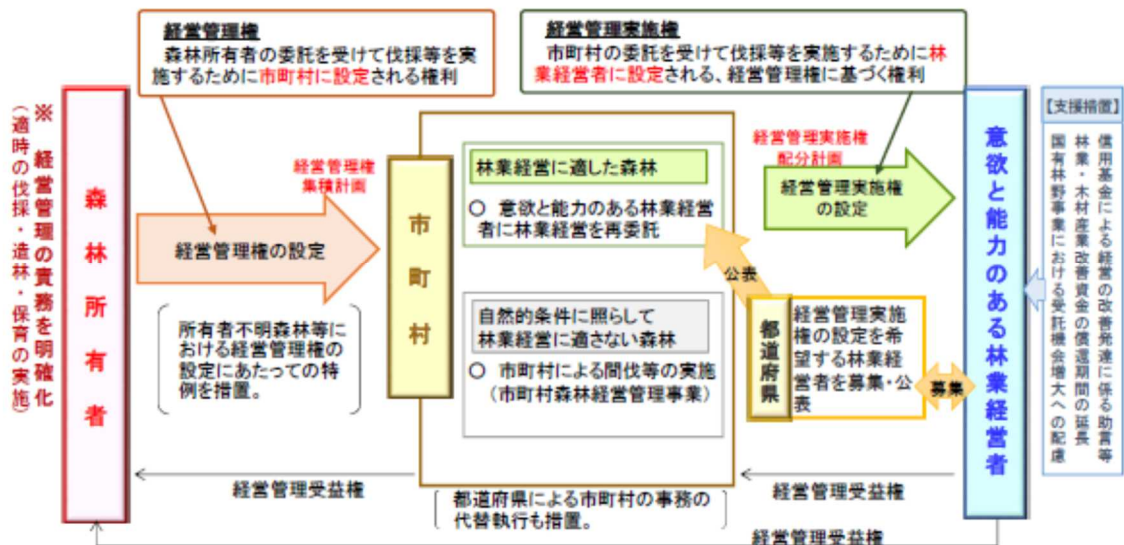 経営管理権
森林所有者の委託を受けて伐採等を実
施するために市町村に設定される権利
経営管理実施権
市町村の委託を受けて伐採等を実施するために林
業経営者に設定される、経営管理権に基づく権利
※ 経営管理の責務を明確化
(適時の伐採・造林・保育の実施)
森林所有者
経営管理権
集積計画
経営管理権の設定
所有者不明森林等に
おける経営管理権の
設定にあたっての特
例を措置。
市町村
林業経営に適した森林
○ 意欲と能力のある林業経営
者に林業経営を再委託
自然的条件に照らして
林業経営に適さない森林
○ 市町村による間伐等の実施
(市町村森林経営管理事業)
経営管理実施権
配分計画
経営管理実施権
の設定
公表
都道府県
経営管理実施
権の設定を希
望する林業経
営者を募集・公
表
募集
意欲と能力のある林業経営者
【支援措置】
信用基金による経営の改善発達に係る助言等
林業・木材産業改善資金の償還期間の延長
国有林野事業における受託機会増大への配慮
経営管理受益権
都道府県による市町村の事務の
代替執行も措置。
経営管理受益権
経営管理受益権